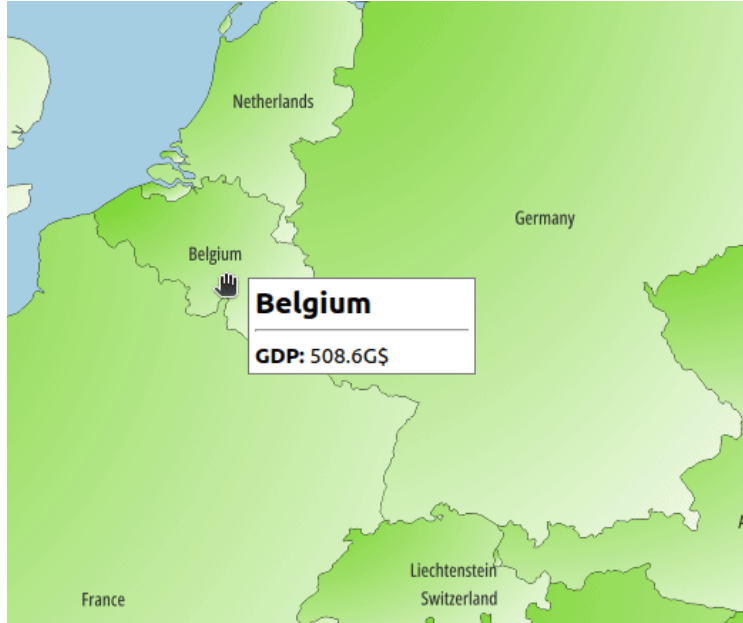 Netherlands
Germany
Belgium
Belgium
GDP: 508.6G$
Liechtenstein
Switzerland
France